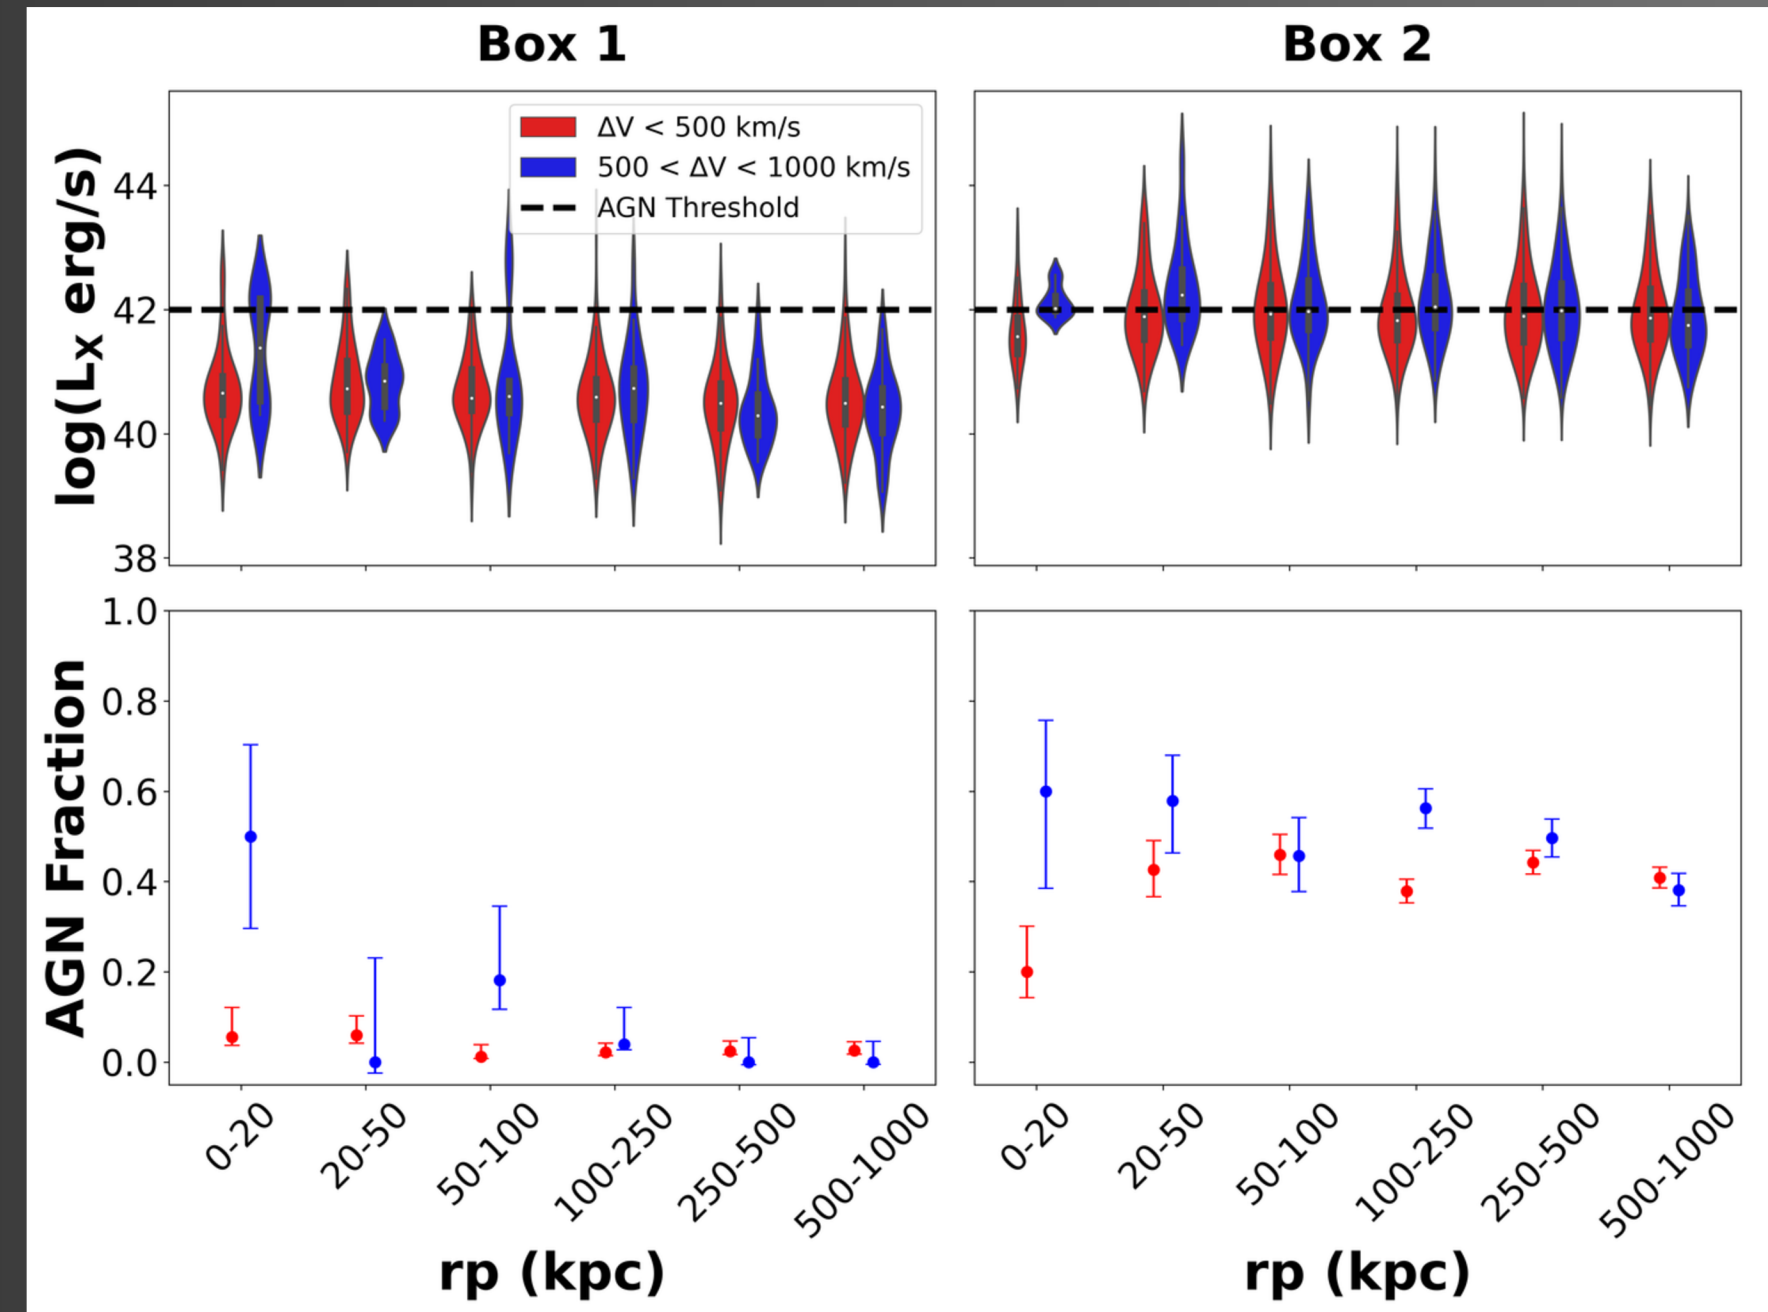 Box 1
Box 2
ΔV < 500 km/s
500 < ΔV < 1000 km/s
AGN Threshold
log(Lx erg/s)
44
42
40
38
AGN Fraction
1.0
0.8
0.6
0.4
0.2
0.0
0-20
20-50
50-100
100-250
250-500
500-1000
0-20
20-50
50-100
100-250
250-500
500-1000
rp (kpc)
rp (kpc)